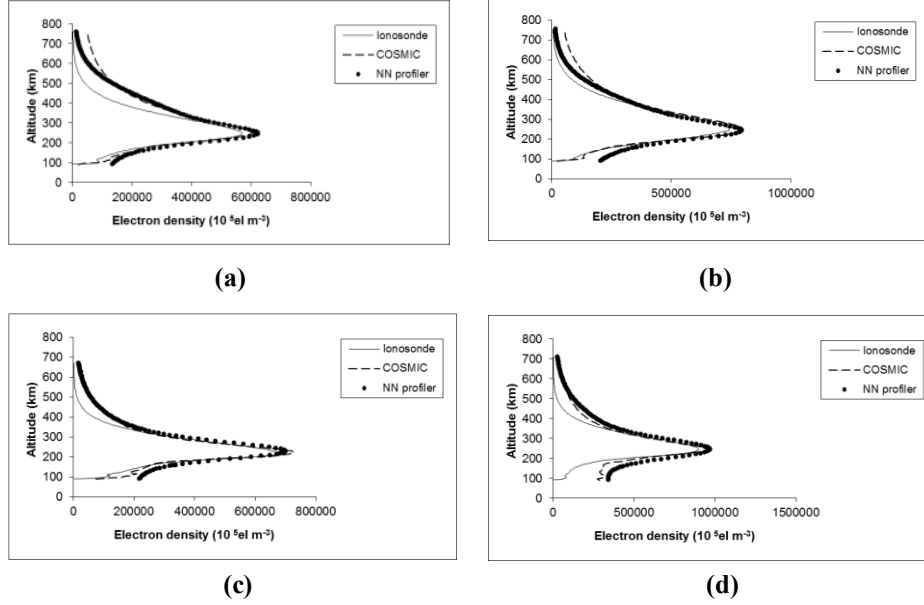 800
700
600
500
400
300
200
100
0
Altitude (km)
0 200000 400000 600000 800000
Electron density (10 ⁵el m⁻³)
Ionosonde
COSMIC
NN profiler
(a)
800
700
600
500
400
300
200
100
0
Altitude (km)
0 500000 1000000
Electron density (10 ⁵el m⁻³)
Ionosonde
COSMIC
NN profiler
(b)
800
700
600
500
400
300
200
100
0
Altitude (km)
0 200000 400000 600000 800000
Electron density (10 ⁵el m⁻³)
Ionosonde
COSMIC
NN profiler
(c)
800
700
600
500
400
300
200
100
0
Altitude (km)
0 500000 1000000 1500000
Electron density (10 ⁵el m⁻³)
Ionosonde
COSMIC
NN profiler
(d)